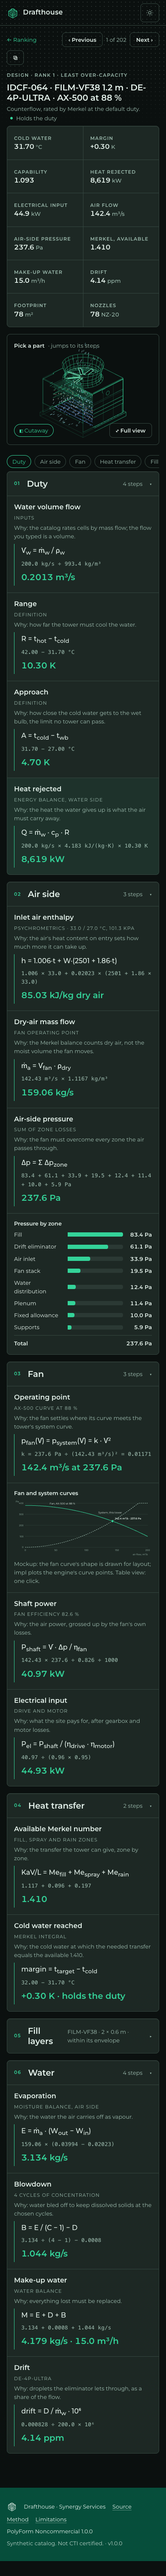 Drafthouse
← Ranking
‹ Previous
1 of 202
Next ›
DESIGN · RANK 1 · LEAST OVER-CAPACITY
IDCF-064 · FILM-VF38 1.2 m · DE-
4P-ULTRA · AX-500 at 88 %
Counterflow, rated by Merkel at the default duty.
Holds the duty
COLD WATER
31.70 °C
MARGIN
+0.30 K
CAPABILITY
1.093
HEAT REJECTED
8,619 kW
ELECTRICAL INPUT
44.9 kW
AIR FLOW
142.4 m³/s
AIR-SIDE PRESSURE
237.6 Pa
MERKEL, AVAILABLE
1.410
MAKE-UP WATER
15.0 m³/h
DRIFT
4.14 ppm
FOOTPRINT
78 m²
NOZZLES
78 NZ-20
Pick a part · jumps to its steps
Cutaway
Full view
Duty
Air side
Fan
Heat transfer
Fill
01 Duty 4 steps
Water volume flow
INPUTS
Why: the catalog rates cells by mass flow; the flow
you typed is a volume.
V̇w = ṁw / ρw
200.0 kg/s ÷ 993.4 kg/m³
0.2013 m³/s
Range
DEFINITION
Why: how far the tower must cool the water.
R = thot − tcold
42.00 − 31.70 °C
10.30 K
Approach
DEFINITION
Why: how close the cold water gets to the wet
bulb, the limit no tower can pass.
A = tcold − twb
31.70 − 27.00 °C
4.70 K
Heat rejected
ENERGY BALANCE, WATER SIDE
Why: the heat the water gives up is what the air
must carry away.
Q = ṁw · cp · R
200.0 kg/s × 4.183 kJ/(kg·K) × 10.30 K
8,619 kW
02 Air side 3 steps
Inlet air enthalpy
PSYCHROMETRICS · 33.0 / 27.0 °C, 101.3 KPA
Why: the air's heat content on entry sets how
much more it can take up.
h = 1.006·t + W·(2501 + 1.86·t)
1.006 × 33.0 + 0.02023 × (2501 + 1.86 ×
33.0)
85.03 kJ/kg dry air
Dry-air mass flow
FAN OPERATING POINT
Why: the Merkel balance counts dry air, not the
moist volume the fan moves.
ṁa = V̇fan · ρdry
142.43 m³/s × 1.1167 kg/m³
159.06 kg/s
Air-side pressure
SUM OF ZONE LOSSES
Why: the fan must overcome every zone the air
passes through.
Δp = Σ Δpzone
83.4 + 61.1 + 33.9 + 19.5 + 12.4 + 11.4
+ 10.0 + 5.9 Pa
237.6 Pa
Pressure by zone
Fill 83.4 Pa
Drift eliminator 61.1 Pa
Air inlet 33.9 Pa
Fan stack 19.5 Pa
Water
distribution 12.4 Pa
Plenum 11.4 Pa
Fixed allowance 10.0 Pa
Supports 5.9 Pa
Total 237.6 Pa
03 Fan 3 steps
Operating point
AX-500 CURVE AT 88 %
Why: the fan settles where its curve meets the
tower's system curve.
pfan(V̇) = psystem(V̇) = k · V̇²
k = 237.6 Pa ÷ (142.43 m³/s)² = 0.01171
142.4 m³/s at 237.6 Pa
Fan and system curves
Mockup: the fan curve's shape is drawn for layout;
impl plots the engine's curve points. Table view:
one click.
Shaft power
FAN EFFICIENCY 82.6 %
Why: the air power, grossed up by the fan's own
losses.
Pshaft = V̇ · Δp / ηfan
142.43 × 237.6 ÷ 0.826 ÷ 1000
40.97 kW
Electrical input
DRIVE AND MOTOR
Why: what the site pays for, after gearbox and
motor losses.
Pel = Pshaft / (ηdrive · ηmotor)
40.97 ÷ (0.96 × 0.95)
44.93 kW
04 Heat transfer 2 steps
Available Merkel number
FILL, SPRAY AND RAIN ZONES
Why: the transfer the tower can give, zone by
zone.
KaV/L = Mefill + Mespray + Merain
1.117 + 0.096 + 0.197
1.410
Cold water reached
MERKEL INTEGRAL
Why: the cold water at which the needed transfer
equals the available 1.410.
margin = ttarget − tcold
32.00 − 31.70 °C
+0.30 K · holds the duty
05 Fill
layers
FILM-VF38 · 2 × 0.6 m ·
within its envelope
06 Water 4 steps
Evaporation
MOISTURE BALANCE, AIR SIDE
Why: the water the air carries off as vapour.
E = ṁa · (Wout − Win)
159.06 × (0.03994 − 0.02023)
3.134 kg/s
Blowdown
4 CYCLES OF CONCENTRATION
Why: water bled off to keep dissolved solids at the
chosen cycles.
B = E / (C − 1) − D
3.134 ÷ (4 − 1) − 0.0008
1.044 kg/s
Make-up water
WATER BALANCE
Why: everything lost must be replaced.
M = E + D + B
3.134 + 0.0008 + 1.044 kg/s
4.179 kg/s · 15.0 m³/h
Drift
DE-4P-ULTRA
Why: droplets the eliminator lets through, as a
share of the flow.
drift = D / ṁw · 10⁶
0.000828 ÷ 200.0 × 10⁶
4.14 ppm
Drafthouse · Synergy Services Source
Method Limitations
PolyForm Noncommercial 1.0.0
Synthetic catalog. Not CTI certified. · v1.0.0